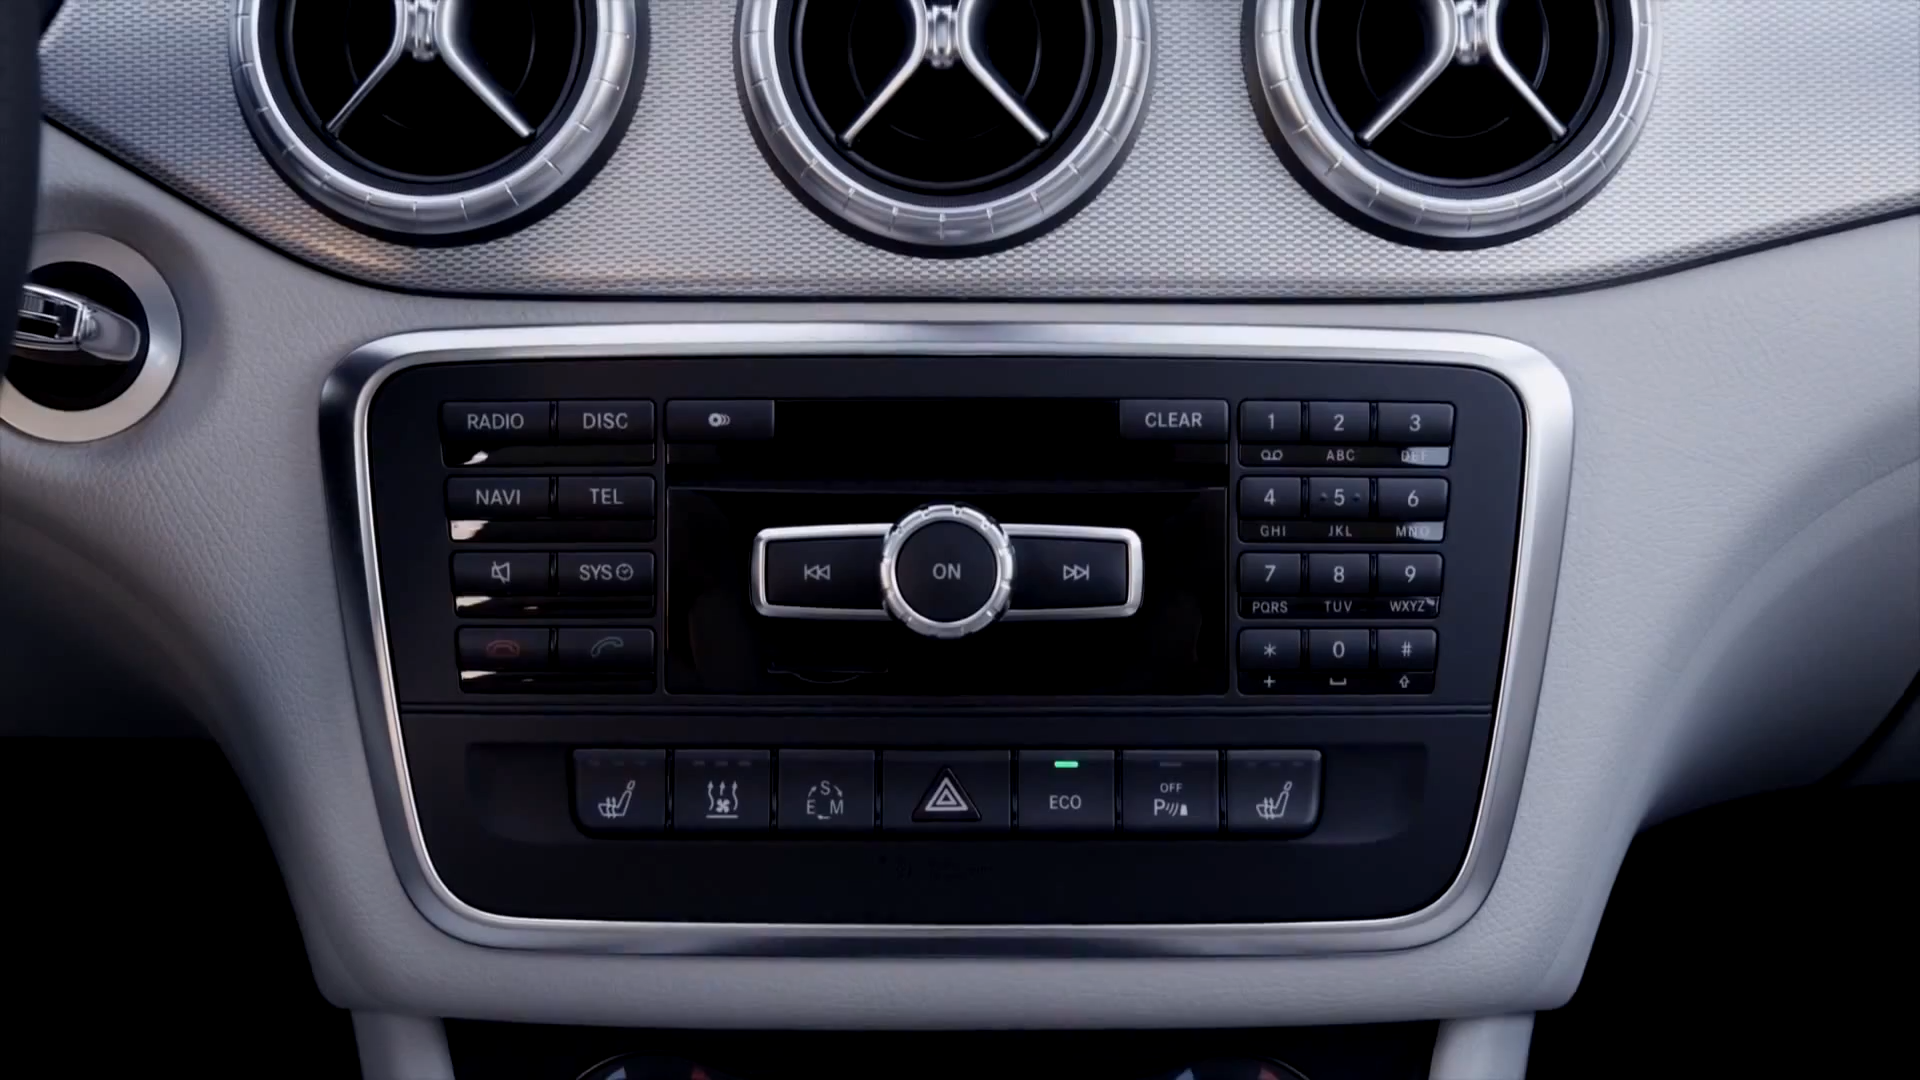 RADIO DISC CLEAR 1 2 3
ABC DEF
NAVI TEL 4 5 6
GHI JKL MNO
SYS ON 7 8 9
PQRS TUV WXYZ
* 0 #
+
S
E M
ECO
OFF
P